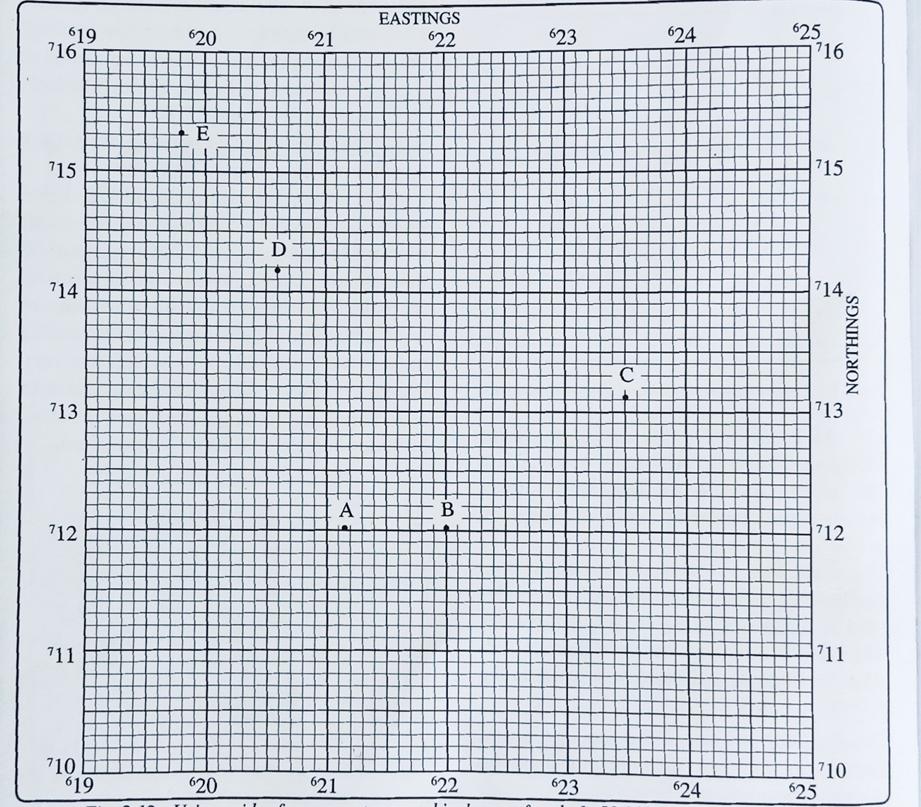 EASTINGS
⁶19 ⁶20 ⁶21 ⁶22 ⁶23 ⁶24 ⁶25
⁷16 ⁷16
E
⁷15 ⁷15
D
⁷14 ⁷14
NORTHINGS
C
⁷13 ⁷13
A B
⁷12 ⁷12
⁷11 ⁷11
⁷10 ⁷10
⁶19 ⁶20 ⁶21 ⁶22 ⁶23 ⁶24 ⁶25